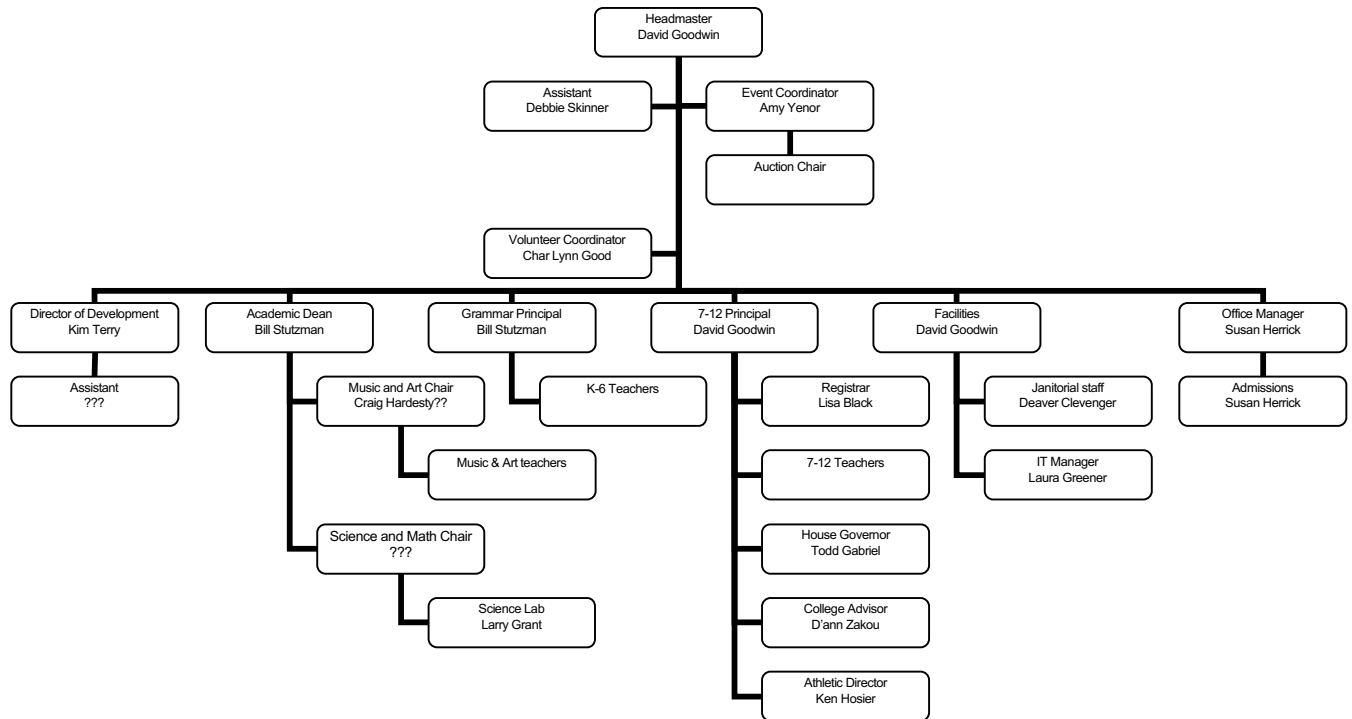 Headmaster
David Goodwin
Assistant
Debbie Skinner
Event Coordinator
Amy Yenor
Auction Chair
Volunteer Coordinator
Char Lynn Good
Director of Development
Kim Terry
Academic Dean
Bill Stutzman
Grammar Principal
Bill Stutzman
7-12 Principal
David Goodwin
Facilities
David Goodwin
Office Manager
Susan Herrick
Assistant
???
Music and Art Chair
Craig Hardesty??
K-6 Teachers
Registrar
Lisa Black
Janitorial staff
Deaver Clevenger
Admissions
Susan Herrick
Music & Art teachers
7-12 Teachers
IT Manager
Laura Greener
Science and Math Chair
???
House Governor
Todd Gabriel
Science Lab
Larry Grant
College Advisor
D'ann Zakou
Athletic Director
Ken Hosier